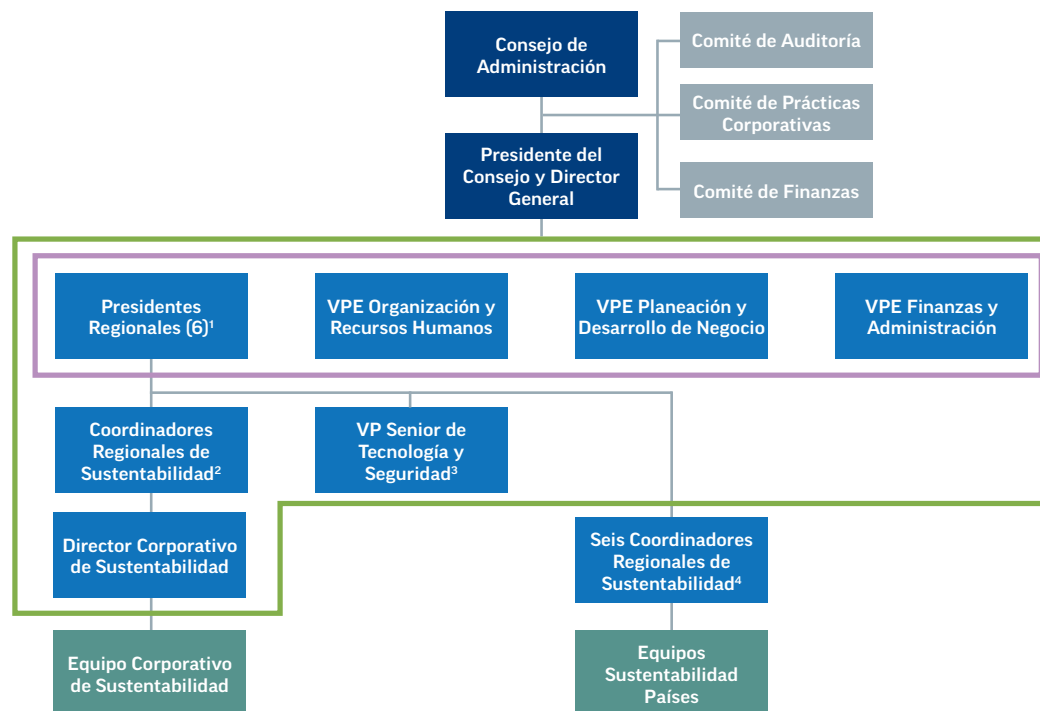 Consejo de
Administración
Comité de Auditoría
Comité de Prácticas
Corporativas
Presidente del
Consejo y Director
General
Comité de Finanzas
Presidentes
Regionales (6)¹
VPE Organización y
Recursos Humanos
VPE Planeación y
Desarrollo de Negocio
VPE Finanzas y
Administración
Coordinadores
Regionales de
Sustentabilidad²
VP Senior de
Tecnología y
Seguridad³
Director Corporativo
de Sustentabilidad
Seis Coordinadores
Regionales de
Sustentabilidad⁴
Equipo Corporativo
de Sustentabilidad
Equipos
Sustentabilidad
Países